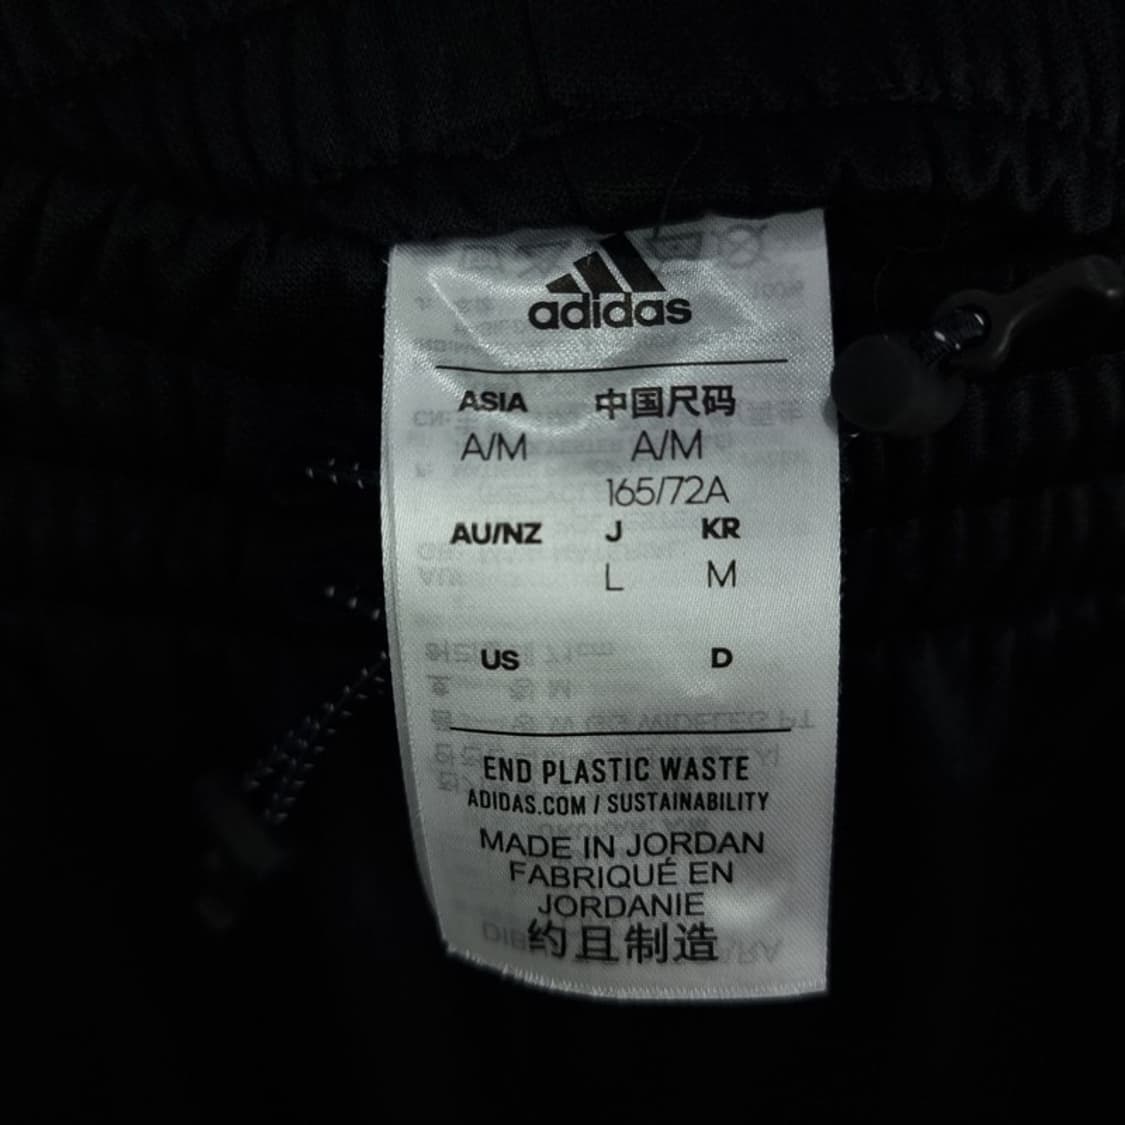 adidas
ASIA 中国尺码
A/M A/M
165/72A
AU/NZ J KR
L M
US D
END PLASTIC WASTE
ADIDAS.COM / SUSTAINABILITY
MADE IN JORDAN
FABRIQUÉ EN
JORDANIE
约旦制造